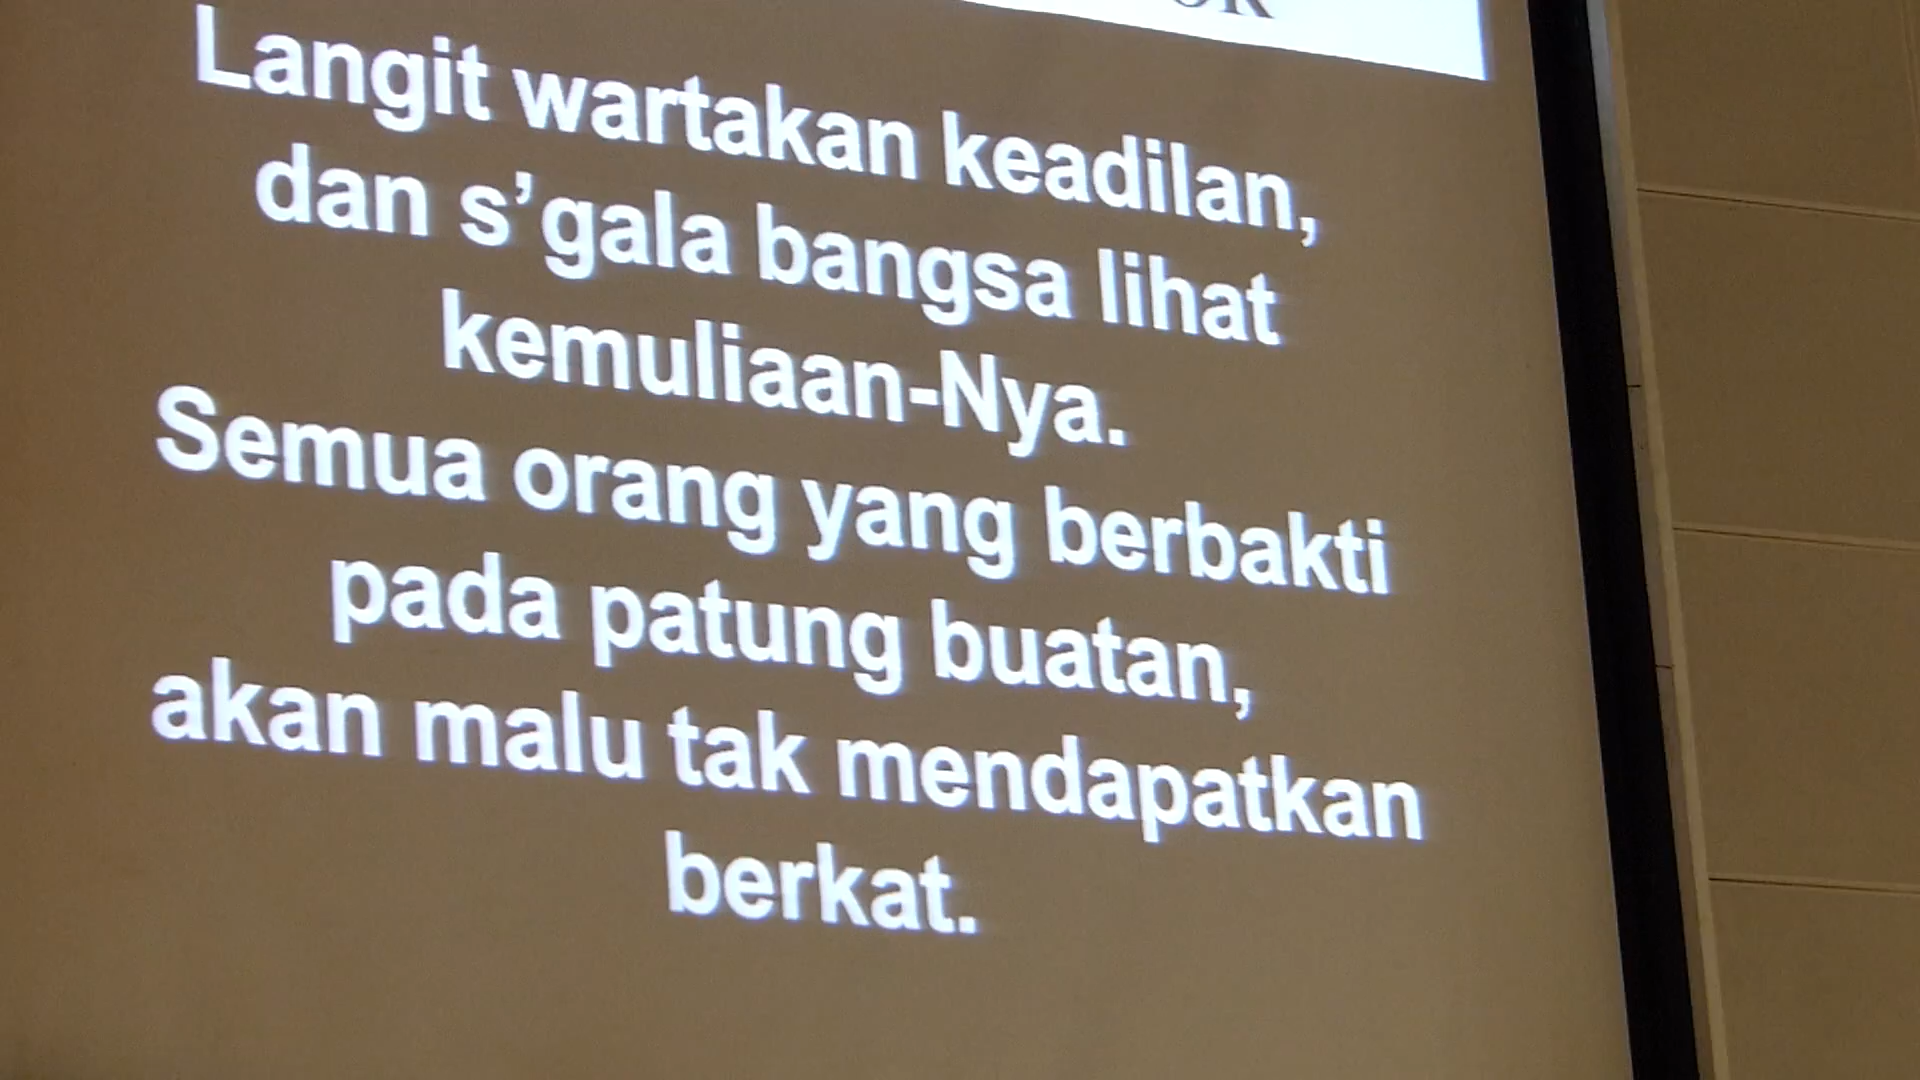 Langit wartakan keadilan,
dan s’gala bangsa lihat
kemuliaan-Nya.
Semua orang yang berbakti
pada patung buatan,
akan malu tak mendapatkan
berkat.